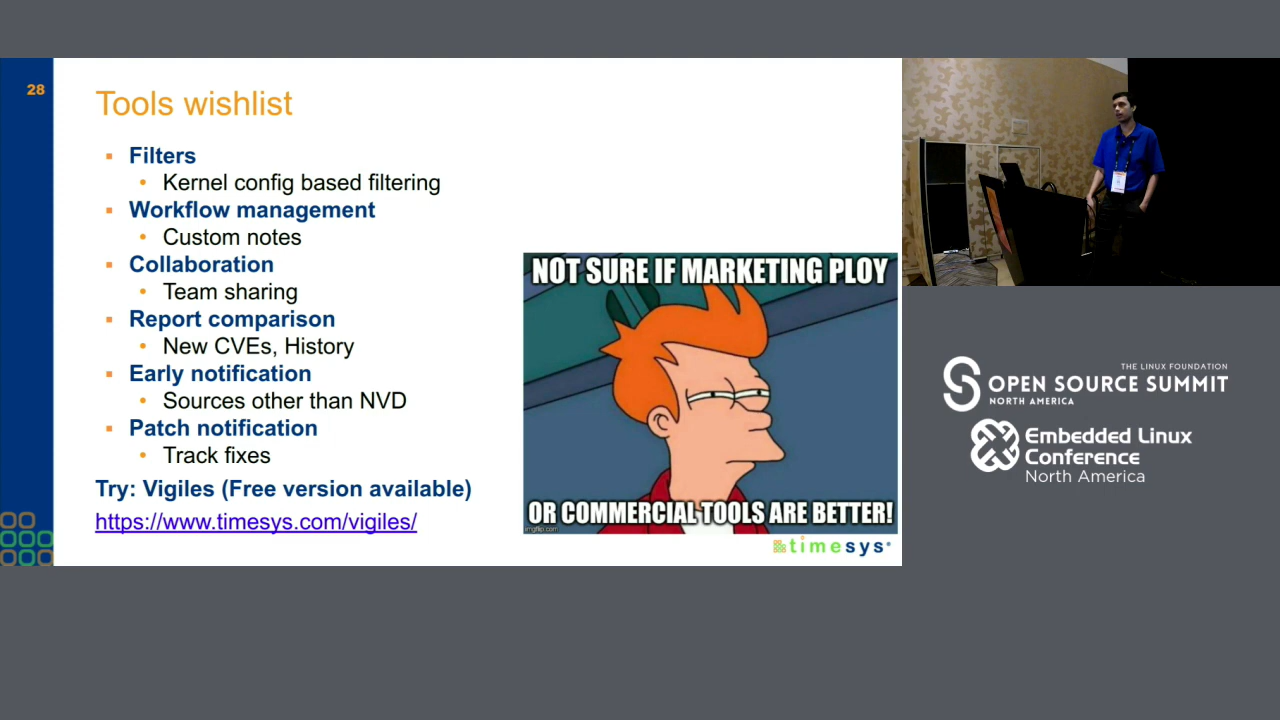 28
Tools wishlist
Filters
Kernel config based filtering
Workflow management
Custom notes
Collaboration
Team sharing
Report comparison
New CVEs, History
Early notification
Sources other than NVD
Patch notification
Track fixes
Try: Vigiles (Free version available)
https://www.timesys.com/vigiles/
NOT SURE IF MARKETING PLOY
OR COMMERCIAL TOOLS ARE BETTER!
imgflip.com
timesys
THE LINUX FOUNDATION
OPEN SOURCE SUMMIT
NORTH AMERICA
Embedded Linux
Conference
North America